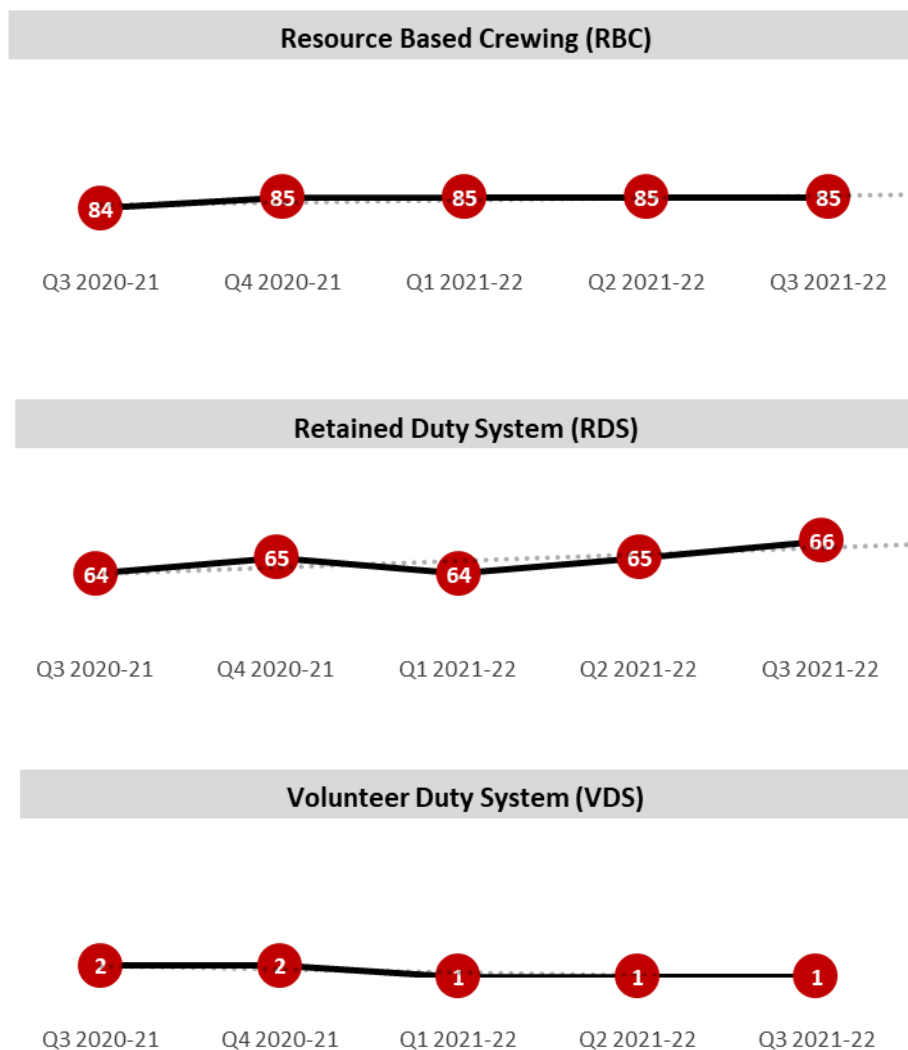 Resource Based Crewing (RBC)
84 85 85 85 85
Q3 2020-21 Q4 2020-21 Q1 2021-22 Q2 2021-22 Q3 2021-22
Retained Duty System (RDS)
64 65 64 65 66
Q3 2020-21 Q4 2020-21 Q1 2021-22 Q2 2021-22 Q3 2021-22
Volunteer Duty System (VDS)
2 2 1 1 1
Q3 2020-21 Q4 2020-21 Q1 2021-22 Q2 2021-22 Q3 2021-22